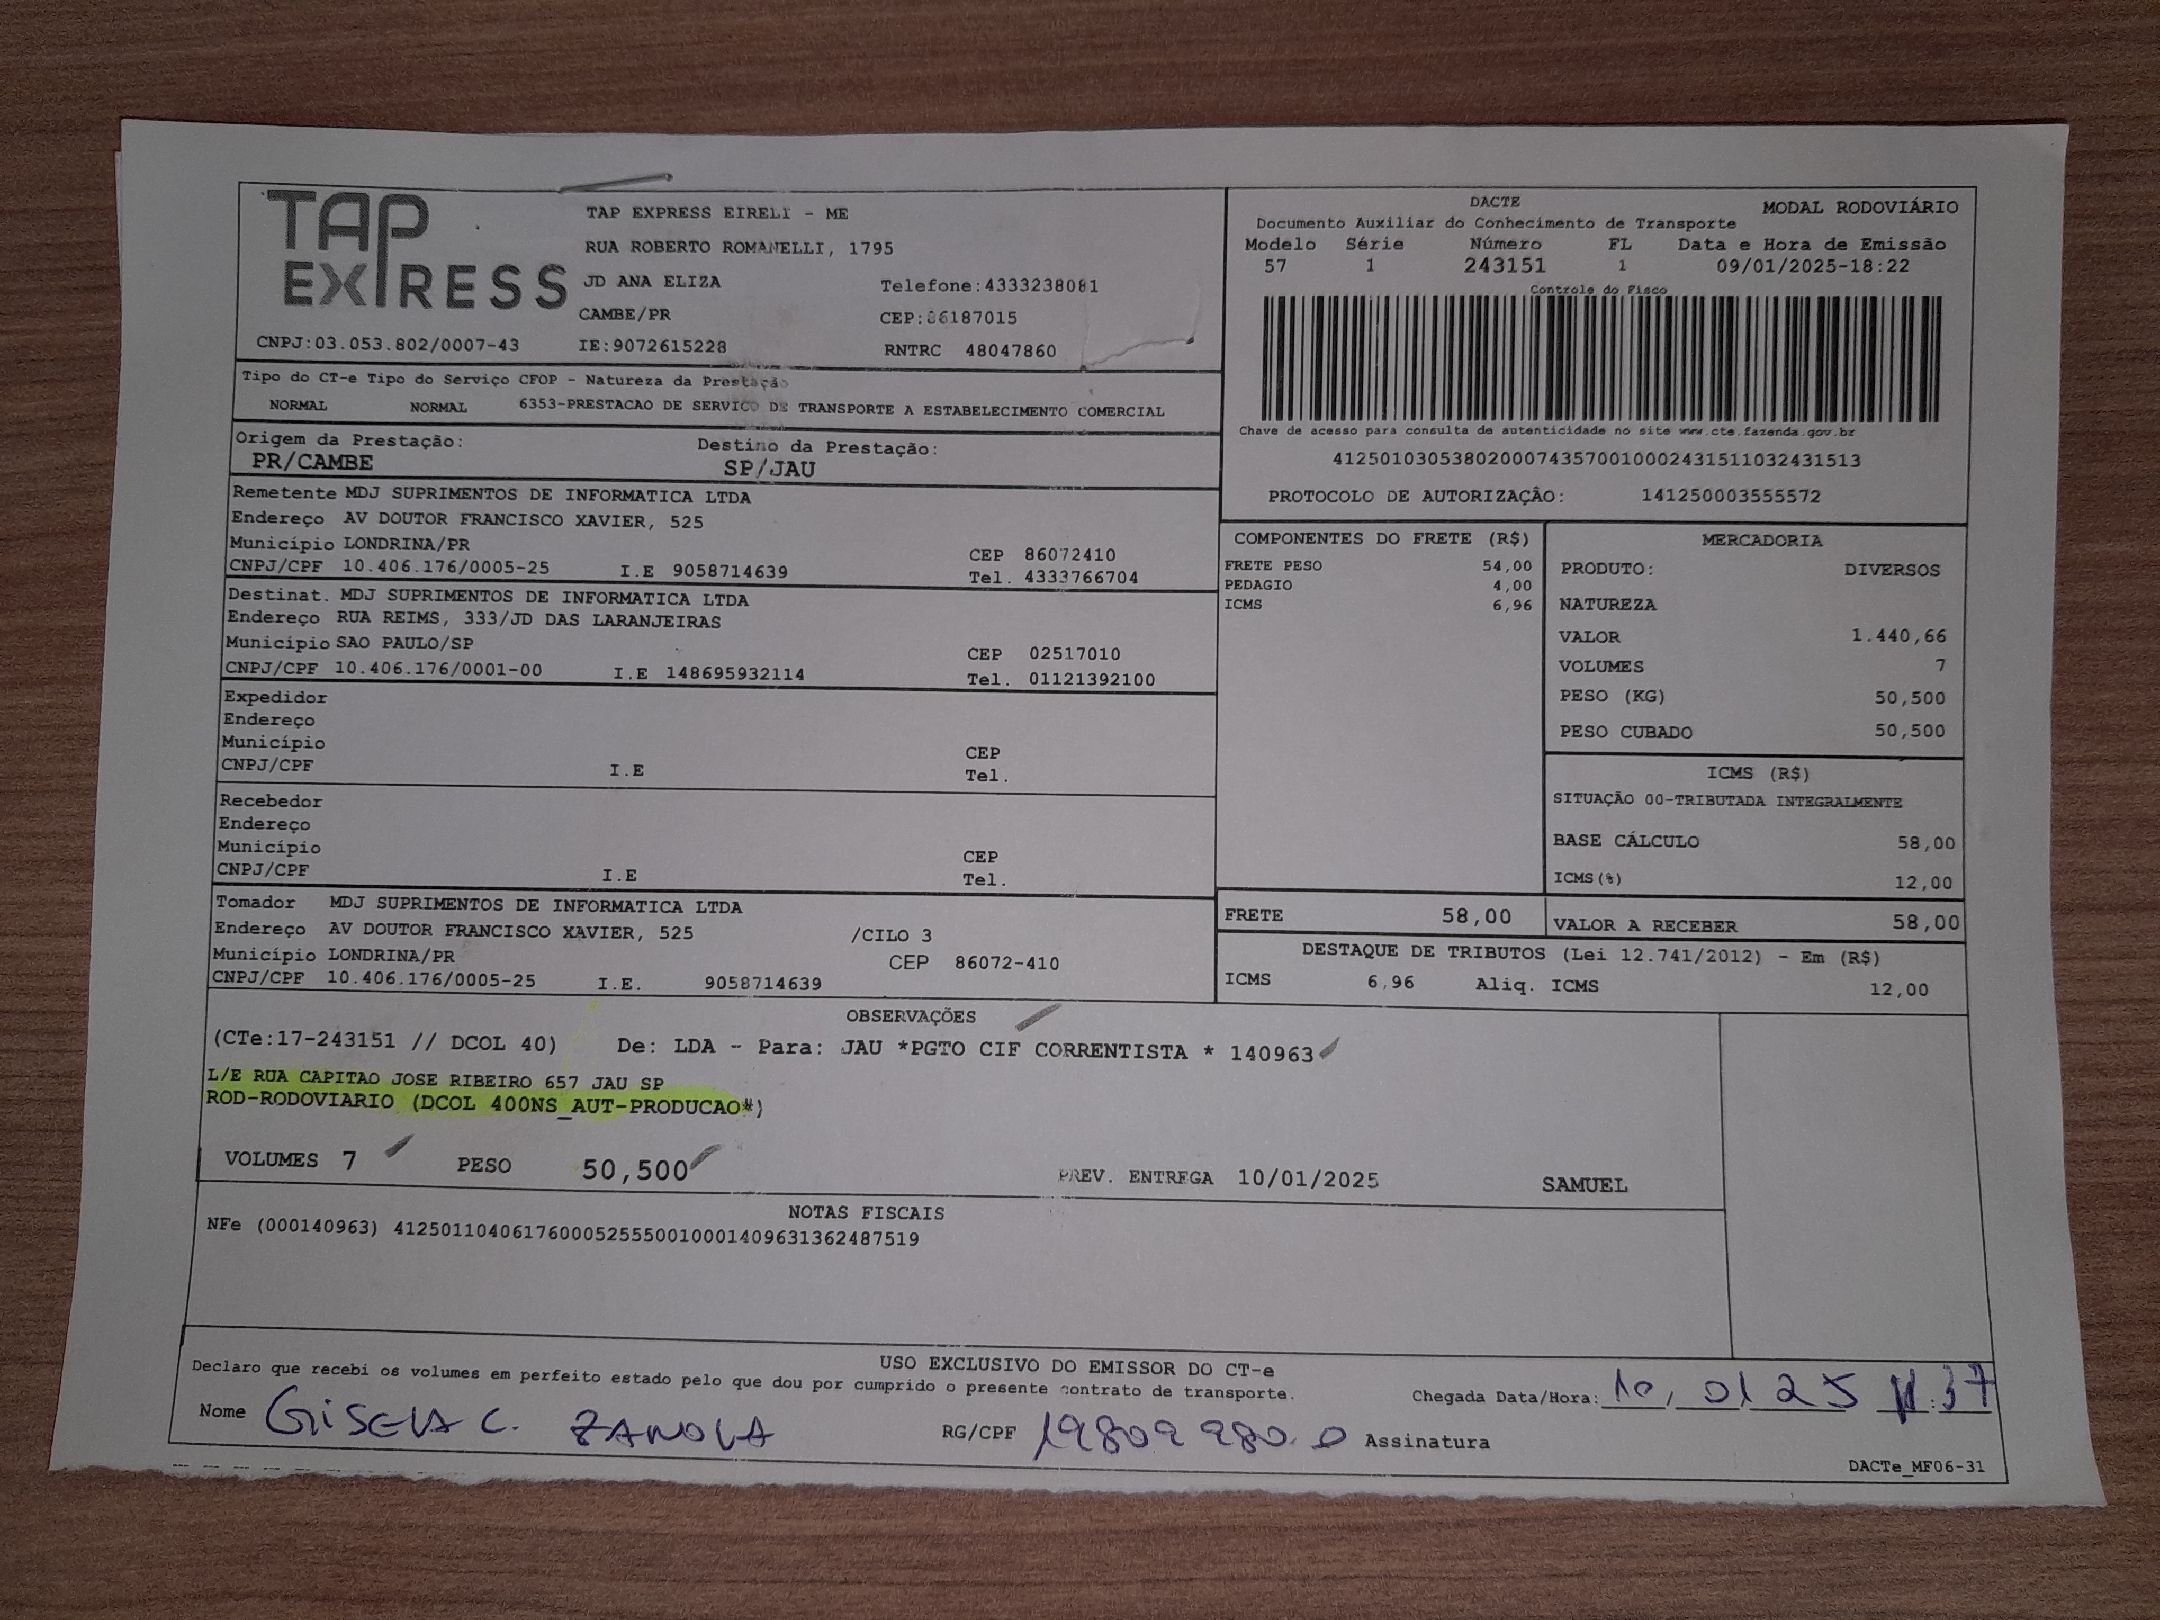 TAP EXPRESS
TAP EXPRESS EIRELI - ME
RUA ROBERTO ROMANELLI, 1795
JD ANA ELIZA Telefone:4333238081
CAMBE/PR CEP:86187015
CNPJ:03.053.802/0007-43 IE:9072615228 RNTRC 48047860
DACTE MODAL RODOVIÁRIO
Documento Auxiliar do Conhecimento de Transporte
Modelo Série Número FL Data e Hora de Emissão
57 1 243151 1 09/01/2025-18:22
Controle do Fisco
Chave de acesso para consulta de autenticidade no site www.cte.fazenda.gov.br
41250103053802000743570010002431511032431513
PROTOCOLO DE AUTORIZAÇÃO: 141250003555572
Tipo do CT-e Tipo do Serviço CFOP - Natureza da Prestação
NORMAL NORMAL 6353-PRESTACAO DE SERVICO DE TRANSPORTE A ESTABELECIMENTO COMERCIAL
Origem da Prestação: Destino da Prestação:
PR/CAMBE SP/JAU
Remetente MDJ SUPRIMENTOS DE INFORMATICA LTDA
Endereço AV DOUTOR FRANCISCO XAVIER, 525
Município LONDRINA/PR CEP 86072410
CNPJ/CPF 10.406.176/0005-25 I.E 9058714639 Tel. 4333766704
Destinat. MDJ SUPRIMENTOS DE INFORMATICA LTDA
Endereço RUA REIMS, 333/JD DAS LARANJEIRAS
Município SAO PAULO/SP CEP 02517010
CNPJ/CPF 10.406.176/0001-00 I.E 148695932114 Tel. 01121392100
Expedidor
Endereço
Município CEP
CNPJ/CPF I.E Tel.
Recebedor
Endereço
Município CEP
CNPJ/CPF I.E Tel.
Tomador MDJ SUPRIMENTOS DE INFORMATICA LTDA
Endereço AV DOUTOR FRANCISCO XAVIER, 525 /CILO 3
Município LONDRINA/PR CEP 86072-410
CNPJ/CPF 10.406.176/0005-25 I.E. 9058714639
COMPONENTES DO FRETE (R$)
FRETE PESO 54,00
PEDAGIO 4,00
ICMS 6,96
MERCADORIA
PRODUTO: DIVERSOS
NATUREZA
VALOR 1.440,66
VOLUMES 7
PESO (KG) 50,500
PESO CUBADO 50,500
ICMS (R$)
SITUAÇÃO 00-TRIBUTADA INTEGRALMENTE
BASE CÁLCULO 58,00
ICMS(%) 12,00
FRETE 58,00 VALOR A RECEBER 58,00
DESTAQUE DE TRIBUTOS (Lei 12.741/2012) - Em (R$)
ICMS 6,96 Aliq. ICMS 12,00
OBSERVAÇÕES
(CTe:17-243151 // DCOL 40) De: LDA - Para: JAU *PGTO CIF CORRENTISTA * 140963
L/E RUA CAPITAO JOSE RIBEIRO 657 JAU SP
ROD-RODOVIARIO (DCOL 400NS_AUT-PRODUCAO*)
VOLUMES 7 PESO 50,500 PREV. ENTREGA 10/01/2025 SAMUEL
NOTAS FISCAIS
NFe (000140963) 41250110406176000525550010001409631362487519
USO EXCLUSIVO DO EMISSOR DO CT-e
Declaro que recebi os volumes em perfeito estado pelo que dou por cumprido o presente contrato de transporte.
Chegada Data/Hora: 10, 01 25 :37
Nome GISELA C. ZANOLA RG/CPF 19809980.0 Assinatura
DACTe_MF06-31